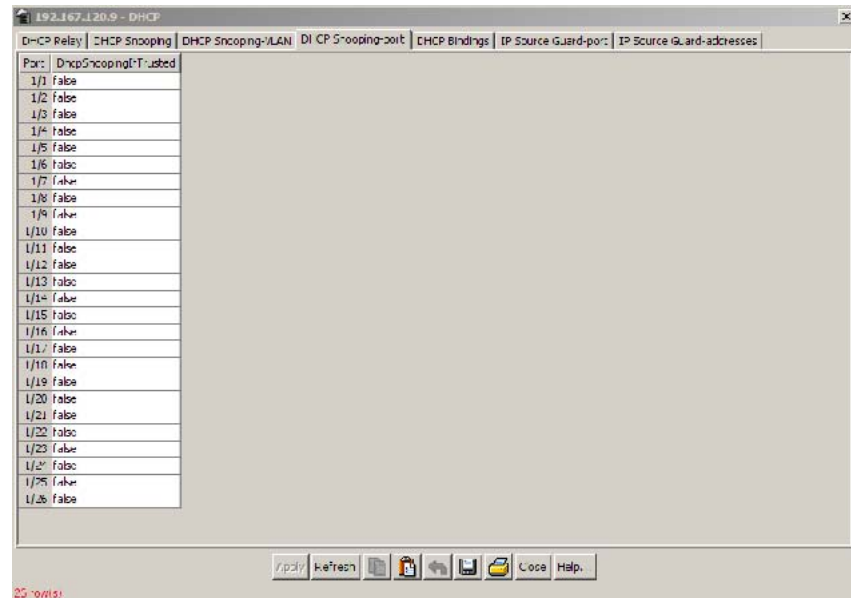 192.167.120.9 - DHCP
DHCP Relay DHCP Snooping DHCP Snooping-VLAN DHCP Snooping-port DHCP Bindings IP Source Guard-port IP Source Guard-addresses
Port DhcpSnoopingIfTrusted
1/1 false
1/2 false
1/3 false
1/4 false
1/5 false
1/6 false
1/7 false
1/8 false
1/9 false
1/10 false
1/11 false
1/12 false
1/13 false
1/14 false
1/15 false
1/16 false
1/17 false
1/18 false
1/19 false
1/20 false
1/21 false
1/22 false
1/23 false
1/24 false
1/25 false
1/26 false
Apply Refresh Close Help...
row(s)